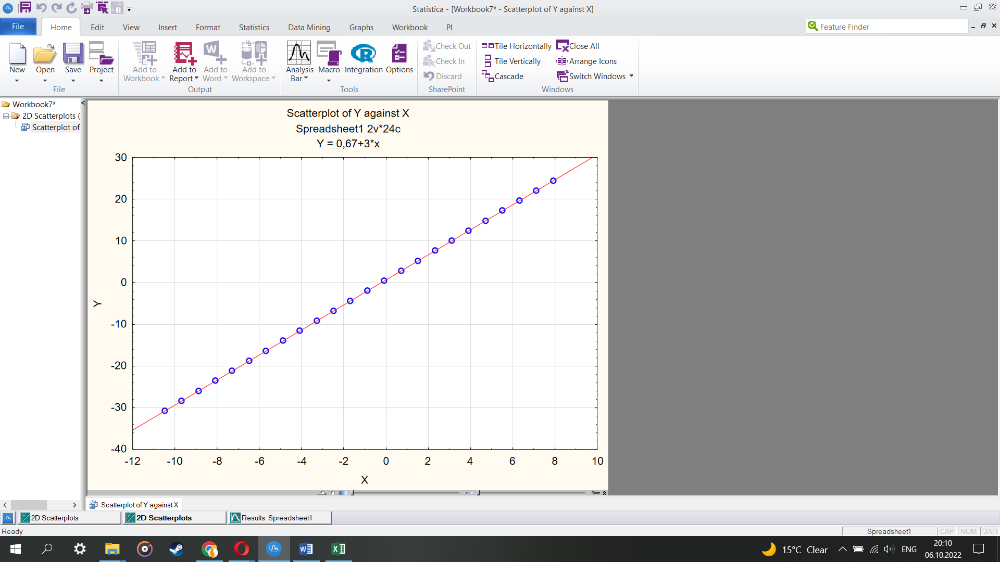 Statistica - [Workbook7* - Scatterplot of Y against X]
File Home Edit View Insert Format Statistics Data Mining Graphs Workbook PI Feature Finder
New Open Save Project
File
Add to Workbook Add to Report Add to Word Add to Workspace
Output
Analysis Bar Macro Integration Options
Tools
Check Out
Check In
Discard
SharePoint
Tile Horizontally Close All
Tile Vertically Arrange Icons
Cascade Switch Windows
Windows
Workbook7*
2D Scatterplots (
Scatterplot of
Scatterplot of Y against X
Spreadsheet1 2v*24c
Y = 0,67+3*x
30
20
10
0
-10
-20
-30
-40
Y
-12 -10 -8 -6 -4 -2 0 2 4 6 8 10
X
Scatterplot of Y against X
2D Scatterplots 2D Scatterplots Results: Spreadsheet1
Ready Spreadsheet1 CAP NUM ЗАП
15°C Clear ENG 20:10
06.10.2022